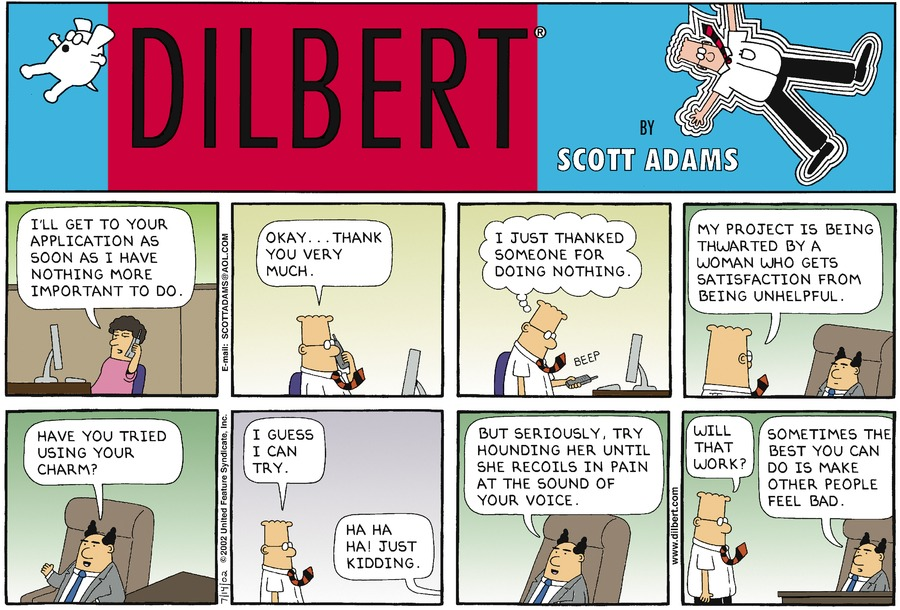 DILBERT®
BY
SCOTT ADAMS
I'LL GET TO YOUR
APPLICATION AS
SOON AS I HAVE
NOTHING MORE
IMPORTANT TO DO.
E-mail: SCOTTADAMS@AOL.COM
OKAY...THANK
YOU VERY
MUCH.
I JUST THANKED
SOMEONE FOR
DOING NOTHING.
BEEP
MY PROJECT IS BEING
THWARTED BY A
WOMAN WHO GETS
SATISFACTION FROM
BEING UNHELPFUL.
HAVE YOU TRIED
USING YOUR
CHARM?
7/14/02 © 2002 United Feature Syndicate, Inc.
I GUESS
I CAN
TRY.
HA HA
HA! JUST
KIDDING.
BUT SERIOUSLY, TRY
HOUNDING HER UNTIL
SHE RECOILS IN PAIN
AT THE SOUND OF
YOUR VOICE.
www.dilbert.com
WILL
THAT
WORK?
SOMETIMES THE
BEST YOU CAN
DO IS MAKE
OTHER PEOPLE
FEEL BAD.